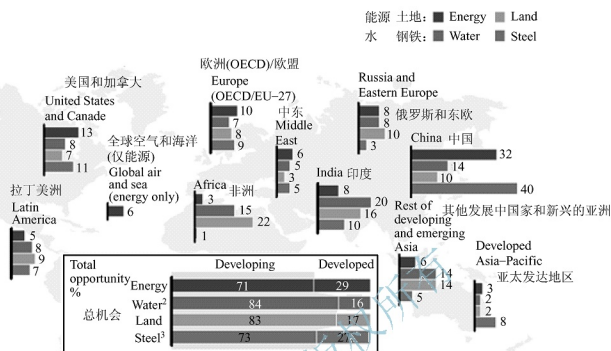 能源 土地： Energy Land
水 钢铁： Water Steel
美国和加拿大
United States
and Canade
13
8
7
11
欧洲(OECD)/欧盟
Europe
(OECD/EU–27)
10
7
8
9
Russia and
Eastern Europe
俄罗斯和东欧
8
8
10
3
全球空气和海洋
(仅能源)
Global air
and sea
(energy only)
6
中东
Middle
East
6
5
3
5
China 中国
32
14
10
40
拉丁美洲
Latin
America
5
8
9
7
Africa 非洲
3
15
22
1
India 印度
8
20
16
10
其他发展中国家和新兴的亚洲
Rest of
developing
and emerging
Asia
6
14
14
5
Developed
Asia–Pacific
亚太发达地区
3
2
2
8
Total
opportunity
%
总机会
Developing Developed
Energy 71 29
Water2 84 16
Land 83 17
Steel3 73 27